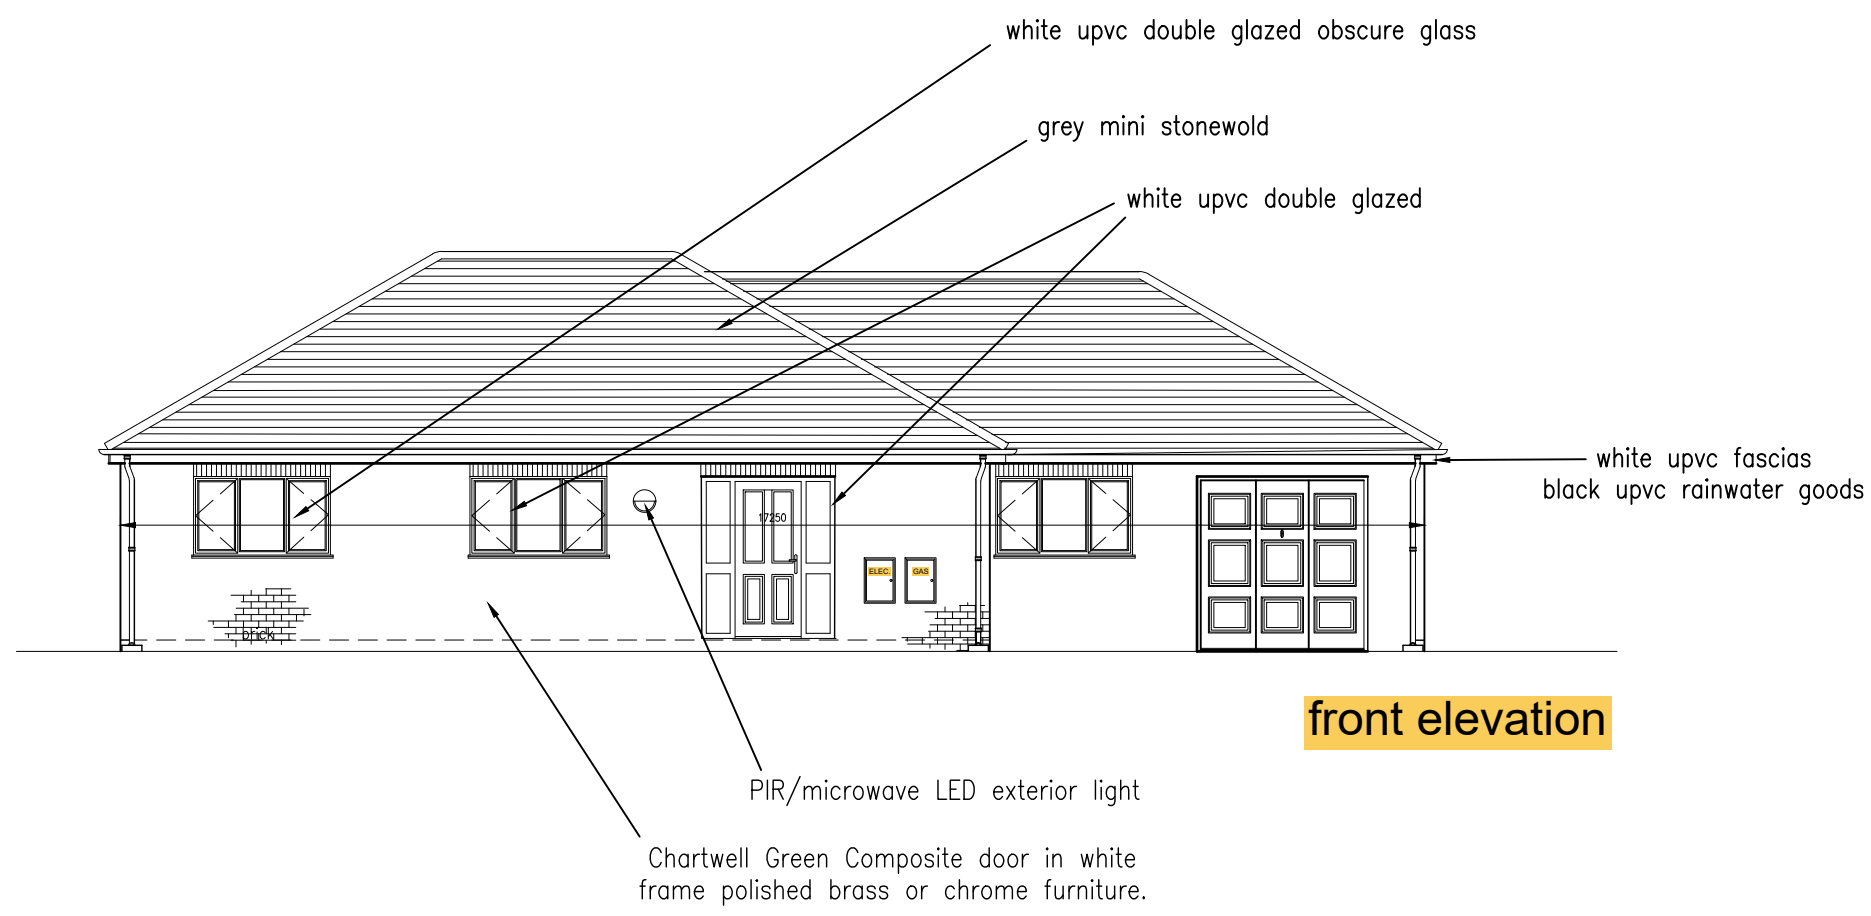 white upvc double glazed obscure glass
grey mini stonewold
white upvc double glazed
white upvc fascias
black upvc rainwater goods
17250
ELEC.
GAS
brick
front elevation
PIR/microwave LED exterior light
Chartwell Green Composite door in white
frame polished brass or chrome furniture.